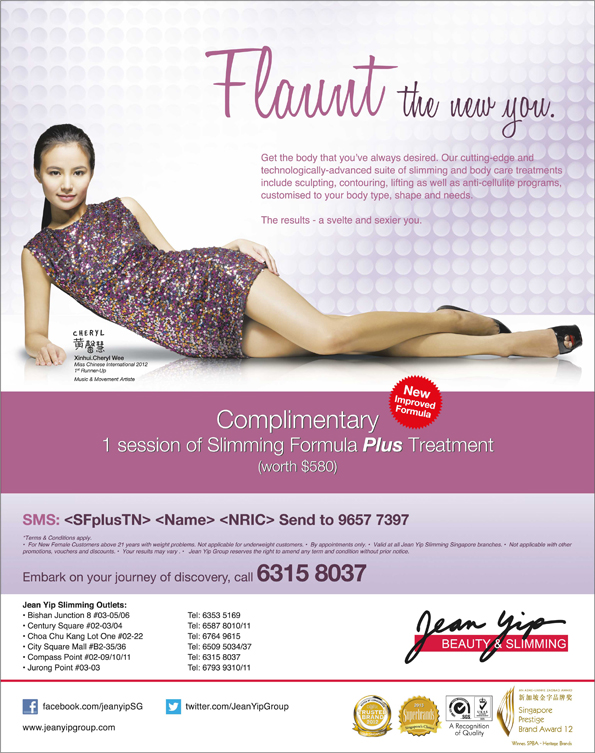 Flaunt the new you.
Get the body that you've always desired. Our cutting-edge and
technologically-advanced suite of slimming and body care treatments
include sculpting, contouring, lifting as well as anti-cellulite programs,
customised to your body type, shape and needs.
The results - a svelte and sexier you.
CHERYL
黄馨慧
Xinhui.Cheryl Wee
Miss Chinese International 2012
1st Runner-Up
Music & Movement Artiste
New
Improved
Formula
Complimentary
1 session of Slimming Formula Plus Treatment
(worth $580)
SMS: <SFplusTN> <Name> <NRIC> Send to 9657 7397
*Terms & Conditions apply.
• For New Female Customers above 21 years with weight problems. Not applicable for underweight customers. • By appointments only. • Valid at all Jean Yip Slimming Singapore branches. • Not applicable with other
promotions, vouchers and discounts. • Your results may vary . • Jean Yip Group reserves the right to amend any term and condition without prior notice.
Embark on your journey of discovery, call 6315 8037
Jean Yip Slimming Outlets:
• Bishan Junction 8 #03-05/06 Tel: 6353 5169
• Century Square #02-03/04 Tel: 6587 8010/11
• Choa Chu Kang Lot One #02-22 Tel: 6764 9615
• City Square Mall #B2-35/36 Tel: 6509 5034/37
• Compass Point #02-09/10/11 Tel: 6315 8037
• Jurong Point #03-03 Tel: 6793 9310/11
Jean Yip
BEAUTY & SLIMMING
facebook.com/jeanyipSG
twitter.com/JeanYipGroup
www.jeanyipgroup.com
TRUSTED
BRAND
Superbrands
SGS
UKAS
A Recognition
of Quality
新加坡金字品牌奖
Singapore
Prestige
Brand Award 12
Winner, SPBA - Heritage Brands